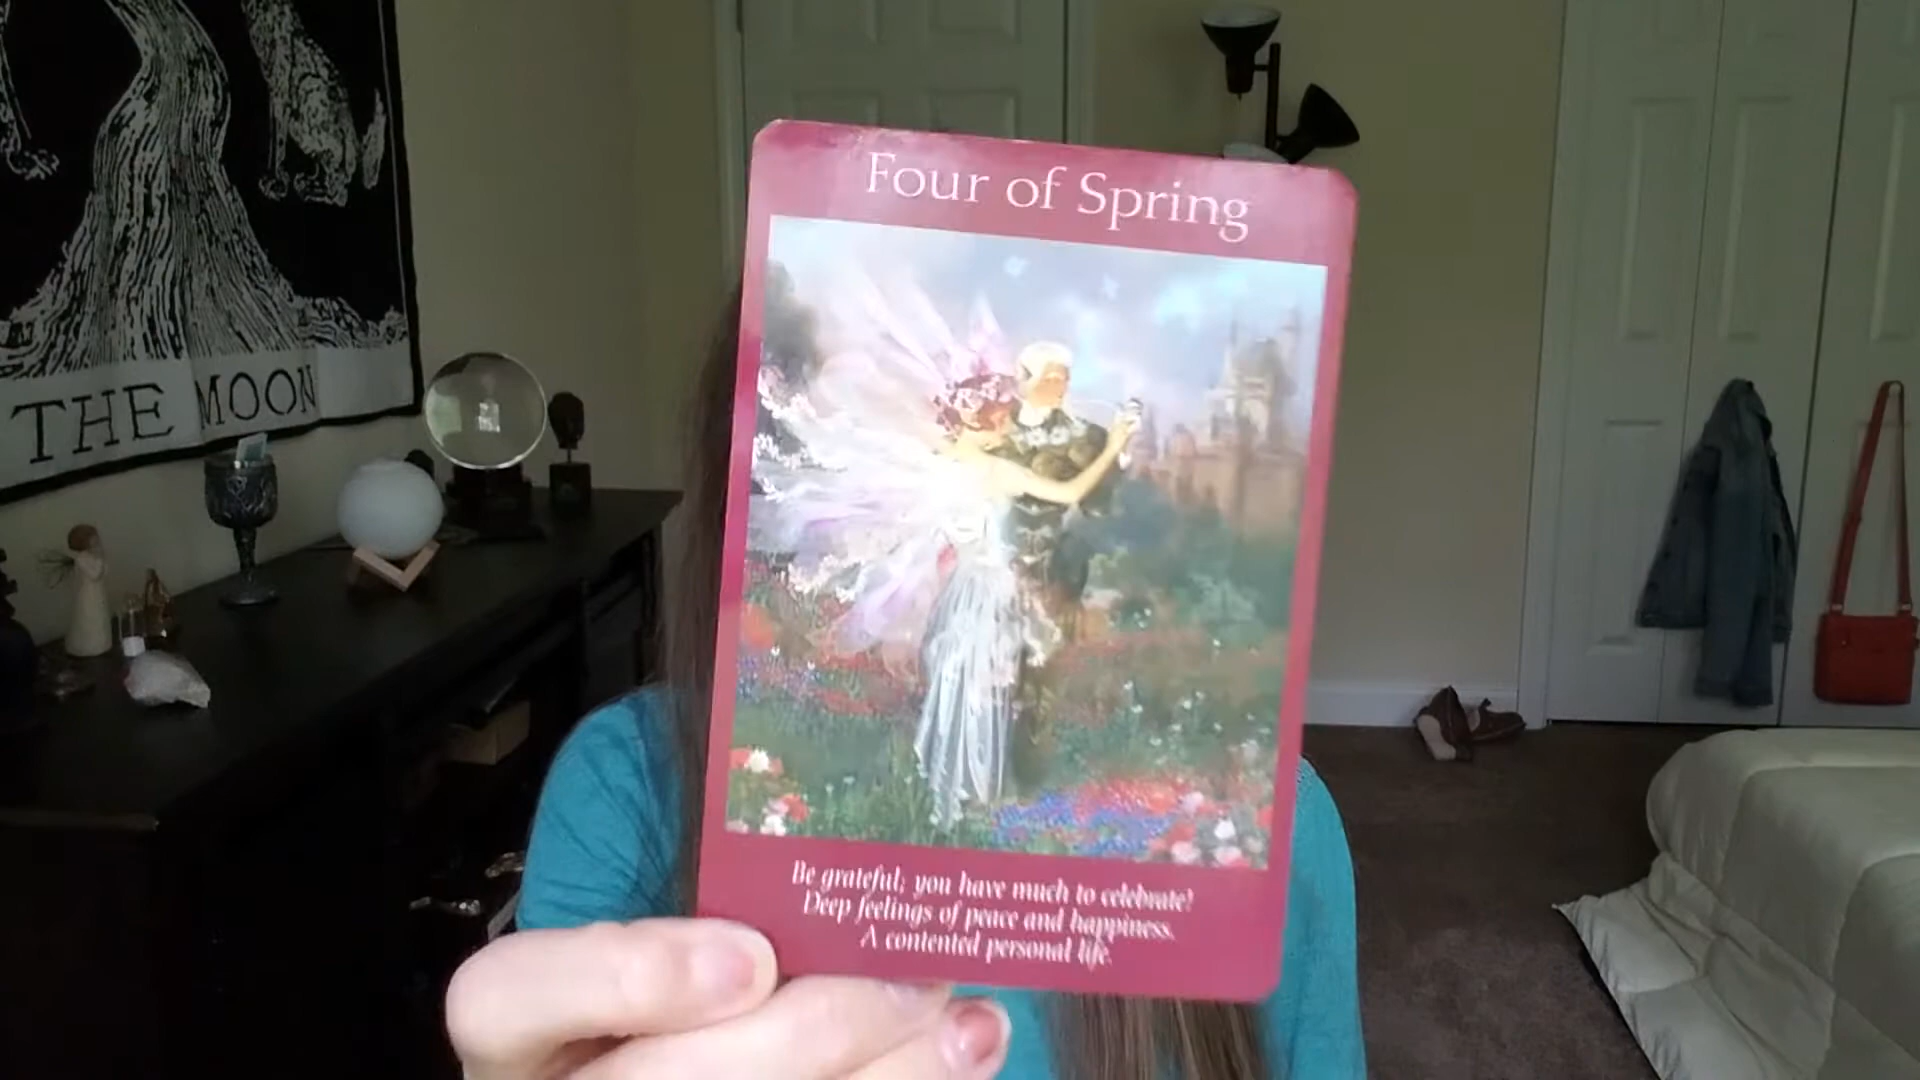 THE MOON
Four of Spring
Be grateful; you have much to celebrate!
Deep feelings of peace and happiness.
A contented personal life.